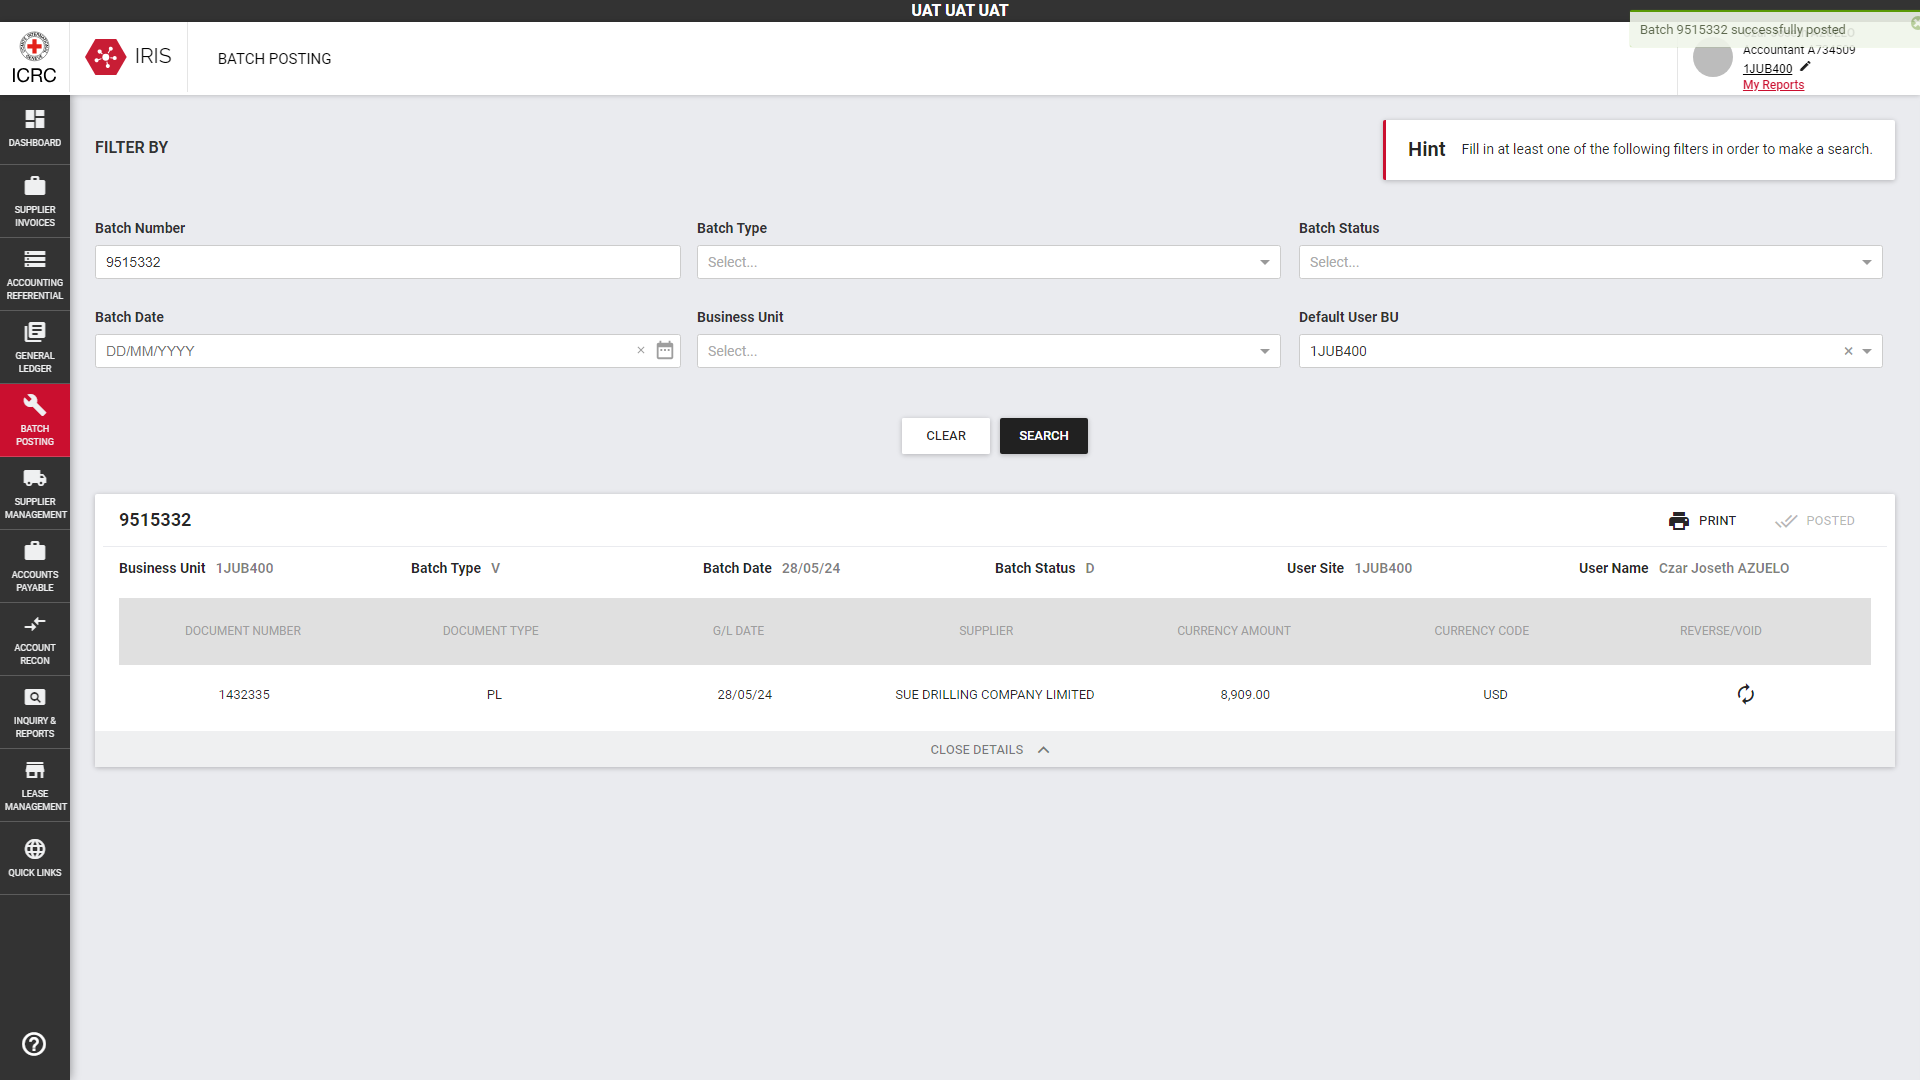 UAT UAT UAT
Batch 9515332 successfully posted
ICRC
IRIS
BATCH POSTING
Accountant A734509
1JUB400
My Reports
DASHBOARD
SUPPLIER
INVOICES
ACCOUNTING
REFERENTIAL
GENERAL
LEDGER
BATCH
POSTING
SUPPLIER
MANAGEMENT
ACCOUNTS
PAYABLE
ACCOUNT
RECON
INQUIRY &
REPORTS
LEASE
MANAGEMENT
QUICK LINKS
FILTER BY
Hint Fill in at least one of the following filters in order to make a search.
Batch Number Batch Type Batch Status
9515332 Select... Select...
Batch Date Business Unit Default User BU
DD/MM/YYYY Select... 1JUB400
CLEAR SEARCH
9515332 PRINT POSTED
Business Unit 1JUB400 Batch Type V Batch Date 28/05/24 Batch Status D User Site 1JUB400 User Name Czar Joseth AZUELO
DOCUMENT NUMBER DOCUMENT TYPE G/L DATE SUPPLIER CURRENCY AMOUNT CURRENCY CODE REVERSE/VOID
1432335 PL 28/05/24 SUE DRILLING COMPANY LIMITED 8,909.00 USD
CLOSE DETAILS